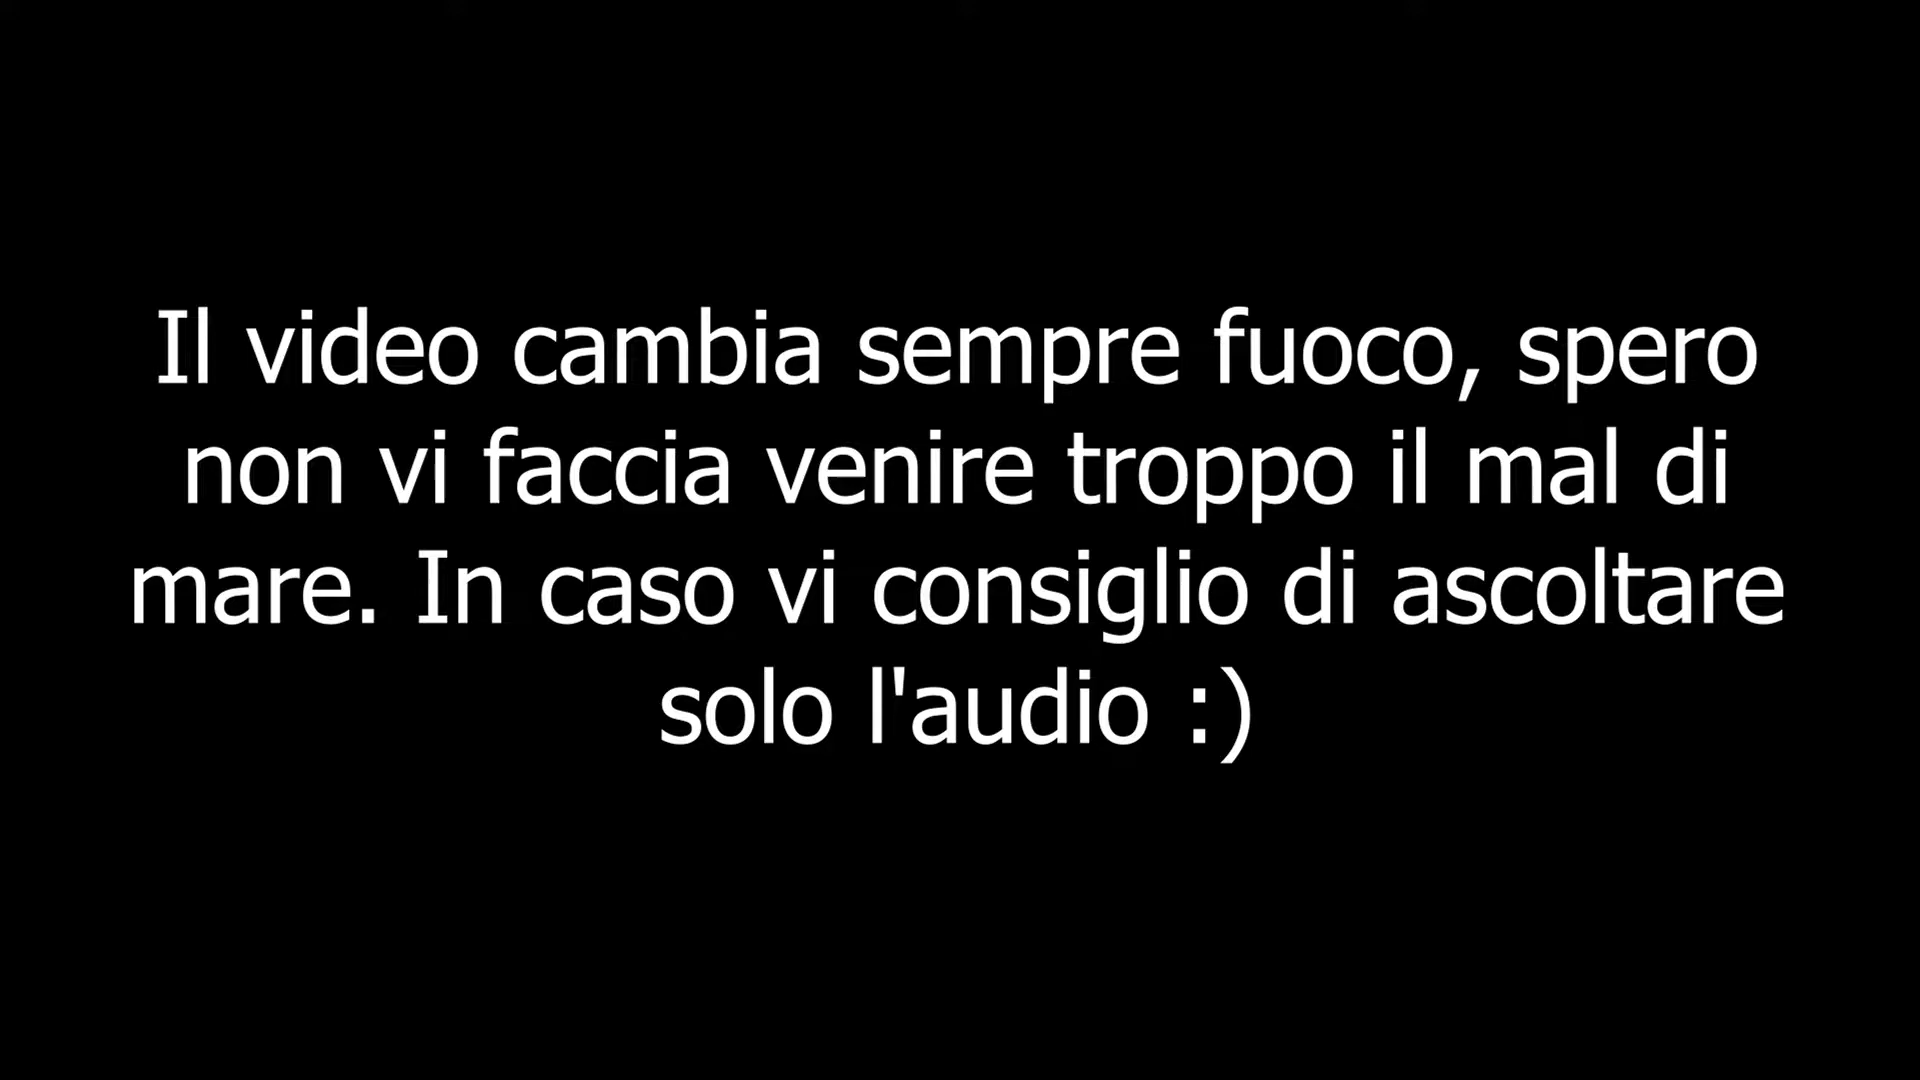 Il video cambia sempre fuoco, spero
non vi faccia venire troppo il mal di
mare. In caso vi consiglio di ascoltare
solo l'audio :)